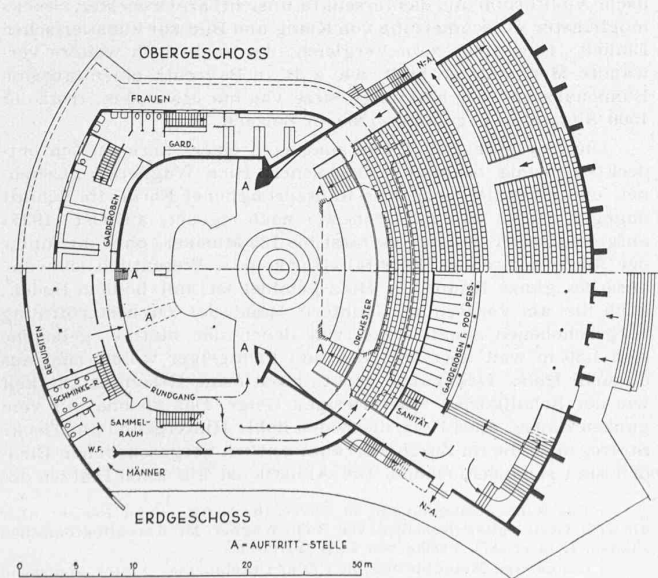 OBERGESCHOSS
N-A.
FRAUEN
GARD.
A
A
GARDEROBEN
A
ORCHESTER
GARDEROBEN F. 900 PERS.
REQUISITEN
SCHMINK-R.
RUNDGANG
SAMMEL-
RAUM
SANITÄT
W.S.
MÄNNER
N-A.
ERDGESCHOSS
A = AUFTRITT-STELLE
0 5 10 20 50 m